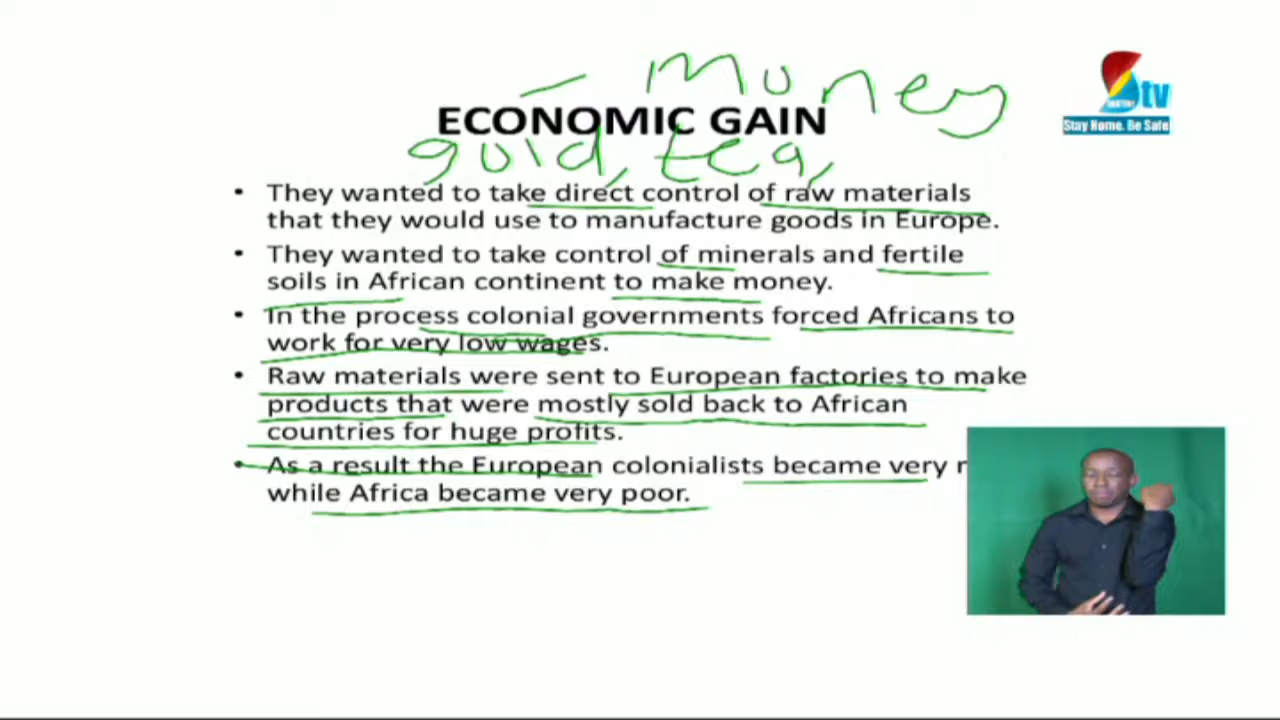 - Money
tv
Stay Home. Be Safe
ECONOMIC GAIN
gold, tea,
• They wanted to take direct control of raw materials
that they would use to manufacture goods in Europe.
• They wanted to take control of minerals and fertile
soils in African continent to make money.
• In the process colonial governments forced Africans to
work for very low wages.
• Raw materials were sent to European factories to make
products that were mostly sold back to African
countries for huge profits.
• As a result the European colonialists became very
while Africa became very poor.